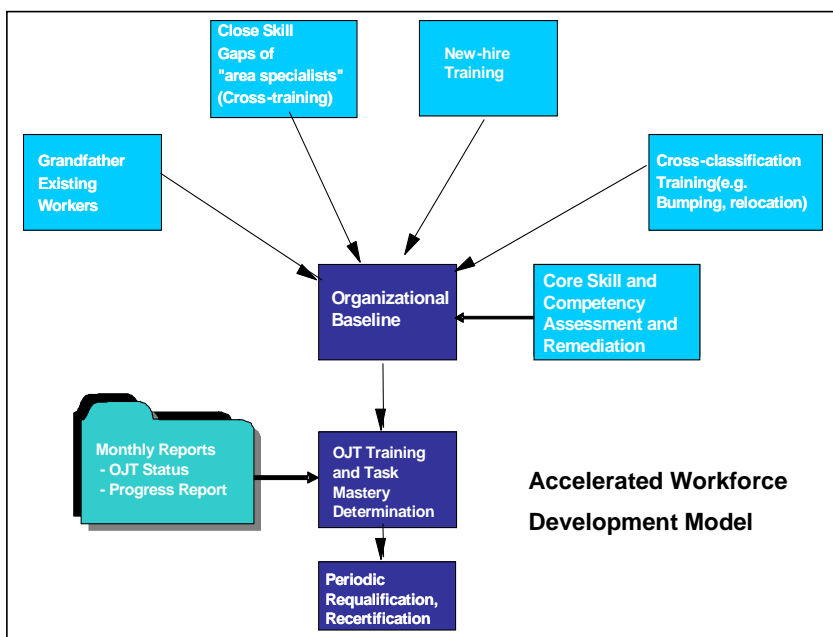 Close Skill
Gaps of
"area specialists"
(Cross-training)
New-hire
Training
Grandfather
Existing
Workers
Cross-classification
Training(e.g.
Bumping, relocation)
Organizational
Baseline
Core Skill and
Competency
Assessment and
Remediation
Monthly Reports
- OJT Status
- Progress Report
OJT Training
and Task
Mastery
Determination
Accelerated Workforce
Development Model
Periodic
Requalification,
Recertification